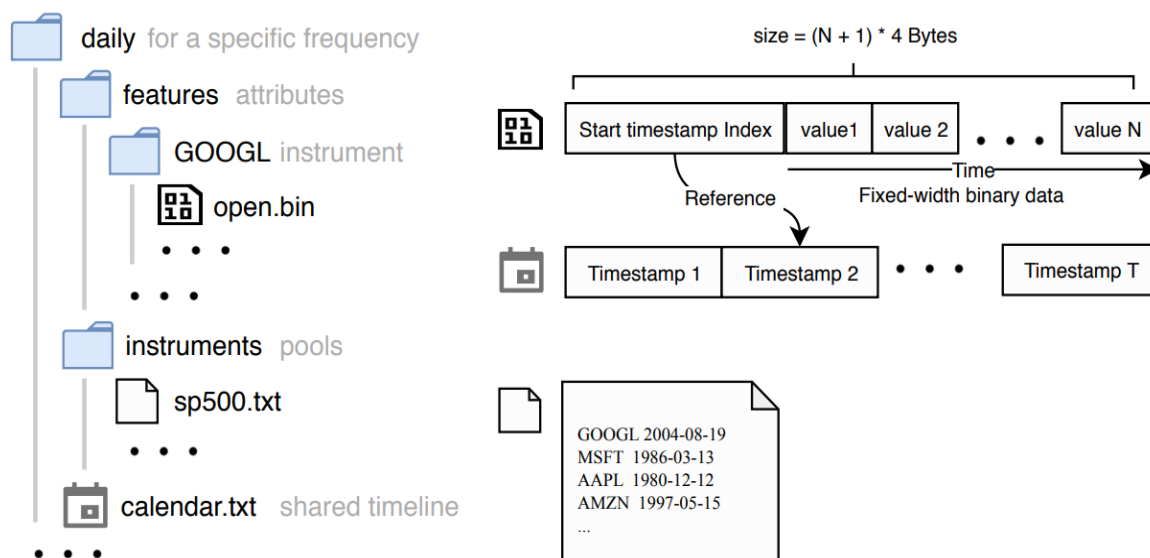 daily for a specific frequency
features attributes
GOOGL instrument
0110
open.bin
instruments pools
sp500.txt
calendar.txt shared timeline
size = (N + 1) * 4 Bytes
0110
Start timestamp Index value1 value 2 value N
Time
Reference
Fixed-width binary data
Timestamp 1 Timestamp 2 Timestamp T
GOOGL 2004-08-19
MSFT 1986-03-13
AAPL 1980-12-12
AMZN 1997-05-15
...